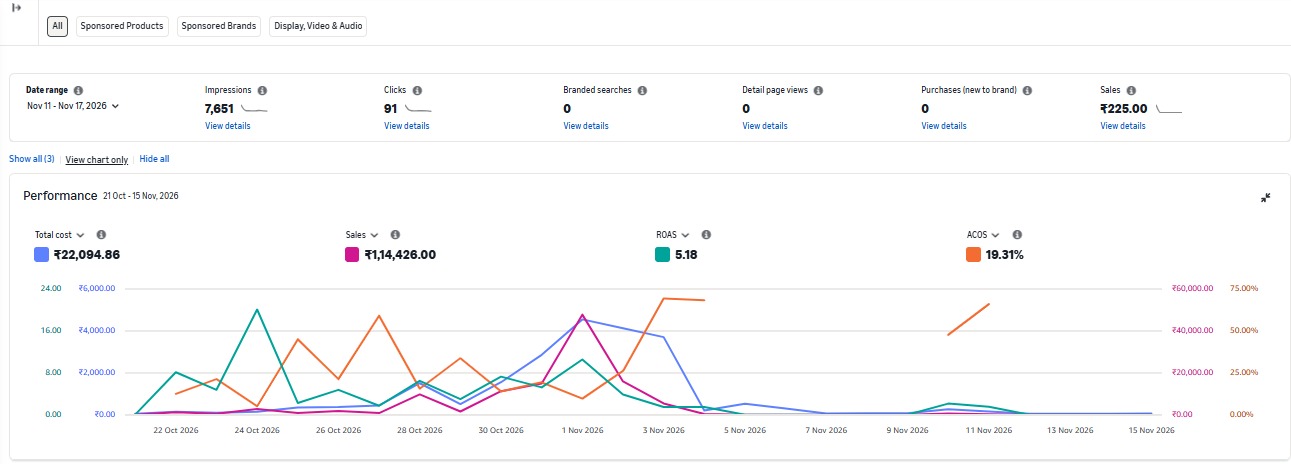 All Sponsored Products Sponsored Brands Display, Video & Audio
Date range Impressions Clicks Branded searches Detail page views Purchases (new to brand) Sales
Nov 11 - Nov 17, 2026 7,651 91 0 0 0 ₹225.00
View details View details View details View details View details View details
Show all (3) View chart only Hide all
Performance 21 Oct - 15 Nov, 2026
Total cost Sales ROAS ACOS
₹22,094.86 ₹1,14,426.00 5.18 19.31%
24.00 ₹6,000.00 ₹60,000.00 75.00%
16.00 ₹4,000.00 ₹40,000.00 50.00%
8.00 ₹2,000.00 ₹20,000.00 25.00%
0.00 ₹0.00 ₹0.00 0.00%
22 Oct 2026 24 Oct 2026 26 Oct 2026 28 Oct 2026 30 Oct 2026 1 Nov 2026 3 Nov 2026 5 Nov 2026 7 Nov 2026 9 Nov 2026 11 Nov 2026 13 Nov 2026 15 Nov 2026